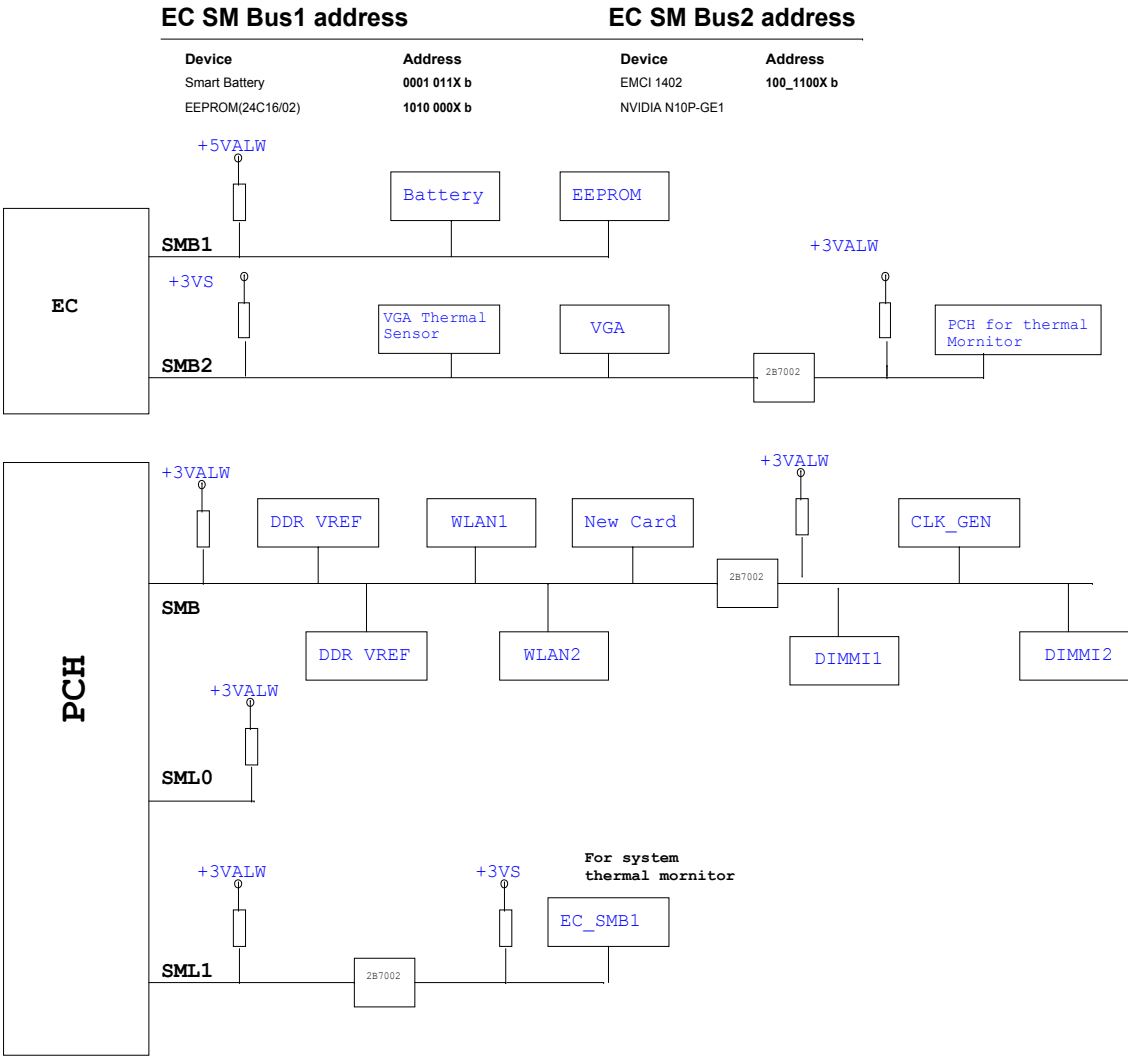 EC SM Bus1 address
EC SM Bus2 address
Device Address
Device Address
Smart Battery 0001 011X b
EMCI 1402 100_1100X b
EEPROM(24C16/02) 1010 000X b
NVIDIA N10P-GE1
+5VALW
Battery
EEPROM
SMB1
+3VALW
+3VS
EC
VGA Thermal
Sensor
VGA
PCH for thermal
Mornitor
SMB2
2B7002
+3VALW
+3VALW
DDR VREF
WLAN1
New Card
CLK_GEN
2B7002
SMB
DDR VREF
WLAN2
DIMMI1
DIMMI2
PCH
+3VALW
SML0
For system
thermal mornitor
+3VALW
+3VS
EC_SMB1
SML1
2B7002